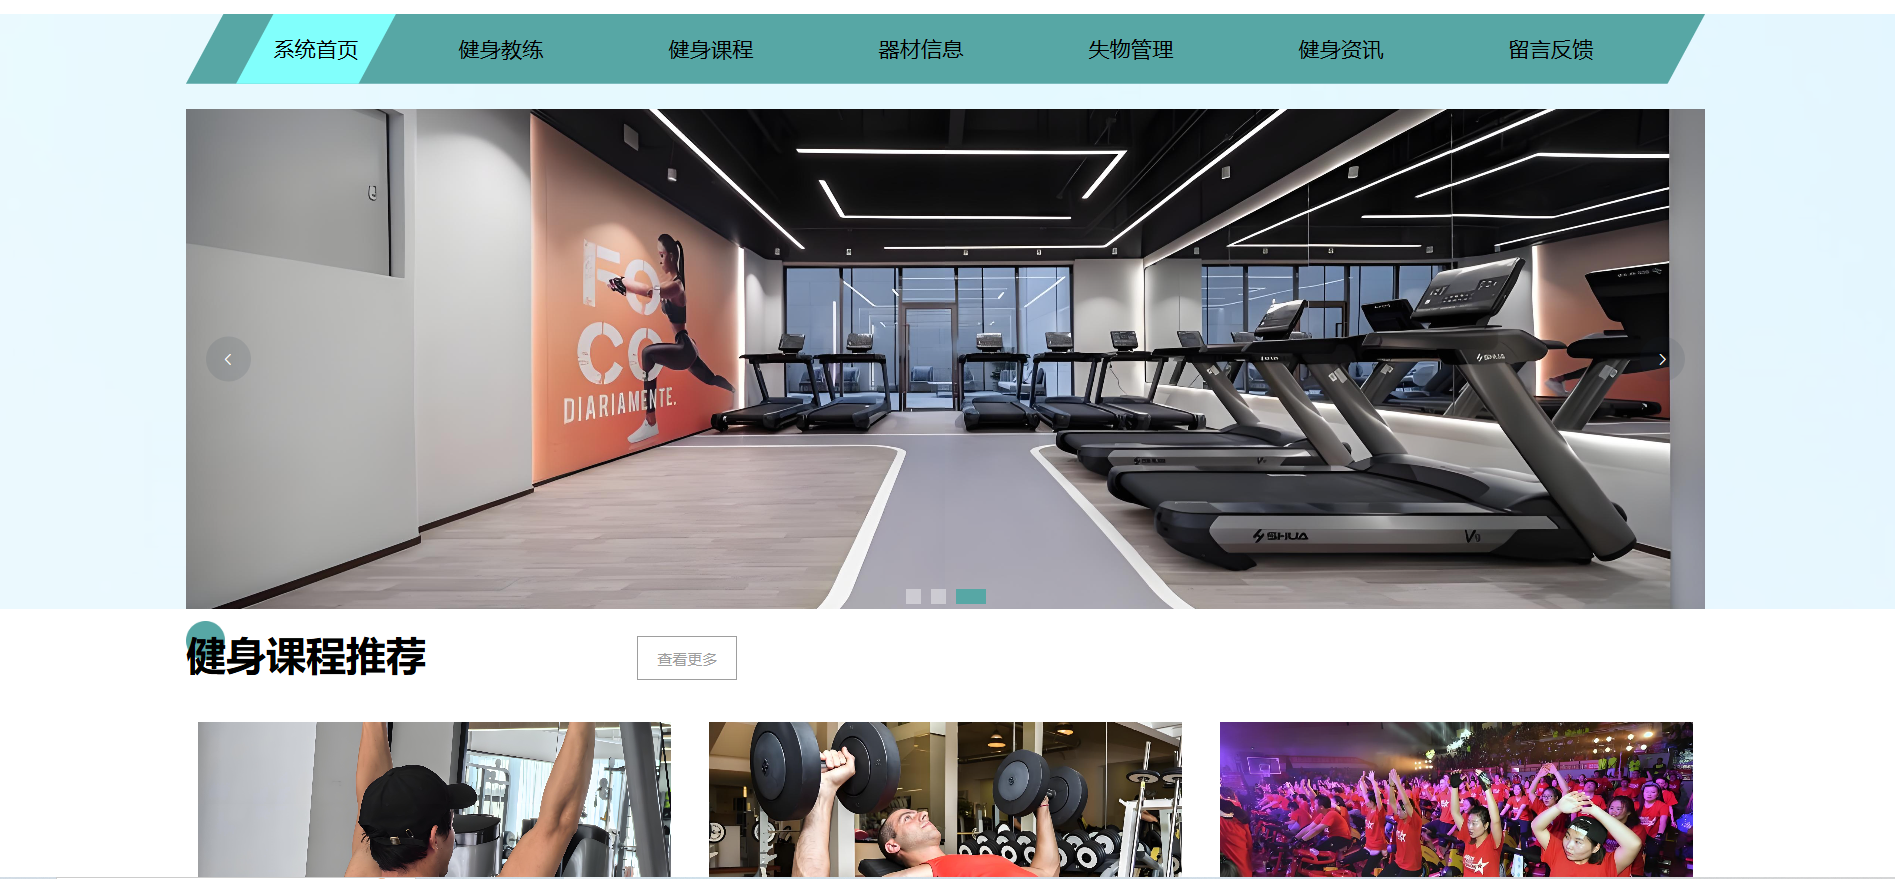 系统首页
健身教练
健身课程
器材信息
失物管理
健身资讯
留言反馈
FO
CO
DIARIAMENTE.
SHUA
SHUA
V9
健身课程推荐
查看更多